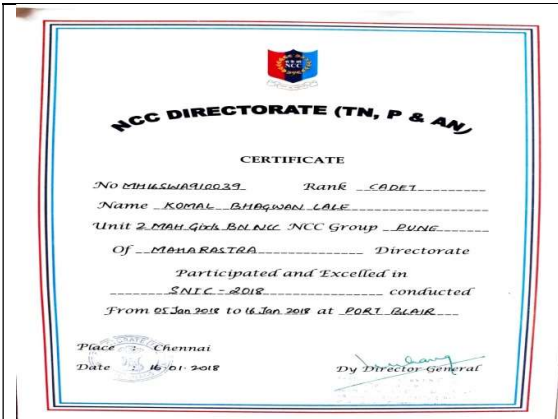 NCC
NCC DIRECTORATE (TN, P & AN)
CERTIFICATE
No MH16SWA910039 Rank CADET
Name KOMAL BHAGWAN LALE
Unit 2 MAH Girls BN NCC NCC Group PUNE
Of MAHARASTRA Directorate
Participated and Excelled in
SNIC - 2018 conducted
From 05 Jan 2018 to 16 Jan 2018 at PORT BLAIR
Place : Chennai
Date : 16-01-2018 Dy Director General